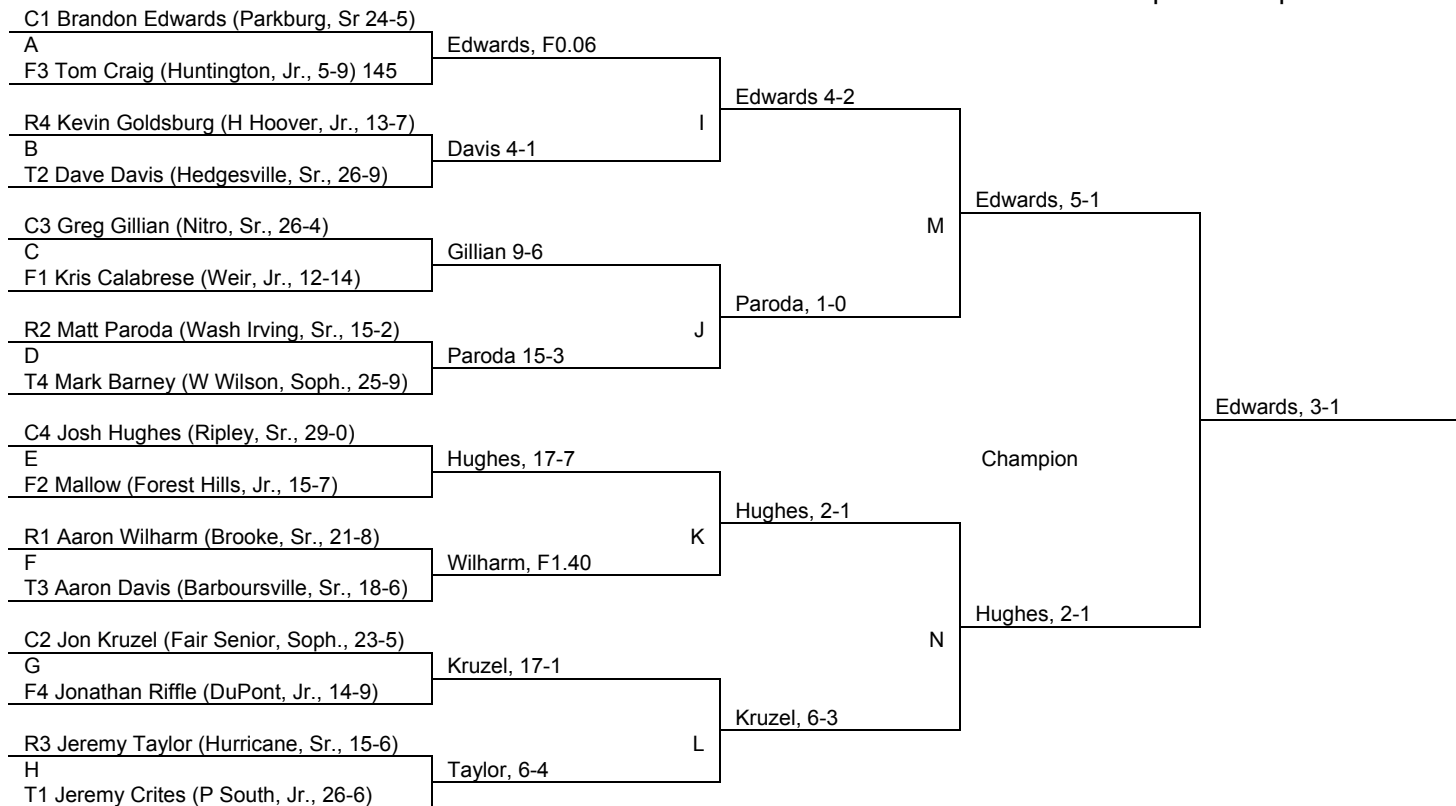 C1 Brandon Edwards (Parkburg, Sr 24-5)
A
Edwards, F0.06
F3 Tom Craig (Huntington, Jr., 5-9) 145
Edwards 4-2
R4 Kevin Goldsburg (H Hoover, Jr., 13-7)
I
B
Davis 4-1
T2 Dave Davis (Hedgesville, Sr., 26-9)
Edwards, 5-1
C3 Greg Gillian (Nitro, Sr., 26-4)
M
C
Gillian 9-6
F1 Kris Calabrese (Weir, Jr., 12-14)
Paroda, 1-0
R2 Matt Paroda (Wash Irving, Sr., 15-2)
J
D
Paroda 15-3
T4 Mark Barney (W Wilson, Soph., 25-9)
Edwards, 3-1
C4 Josh Hughes (Ripley, Sr., 29-0)
E
Hughes, 17-7
Champion
F2 Mallow (Forest Hills, Jr., 15-7)
Hughes, 2-1
R1 Aaron Wilharm (Brooke, Sr., 21-8)
K
F
Wilharm, F1.40
T3 Aaron Davis (Barboursville, Sr., 18-6)
Hughes, 2-1
C2 Jon Kruzel (Fair Senior, Soph., 23-5)
N
G
Kruzel, 17-1
F4 Jonathan Riffle (DuPont, Jr., 14-9)
Kruzel, 6-3
R3 Jeremy Taylor (Hurricane, Sr., 15-6)
L
H
Taylor, 6-4
T1 Jeremy Crites (P South, Jr., 26-6)